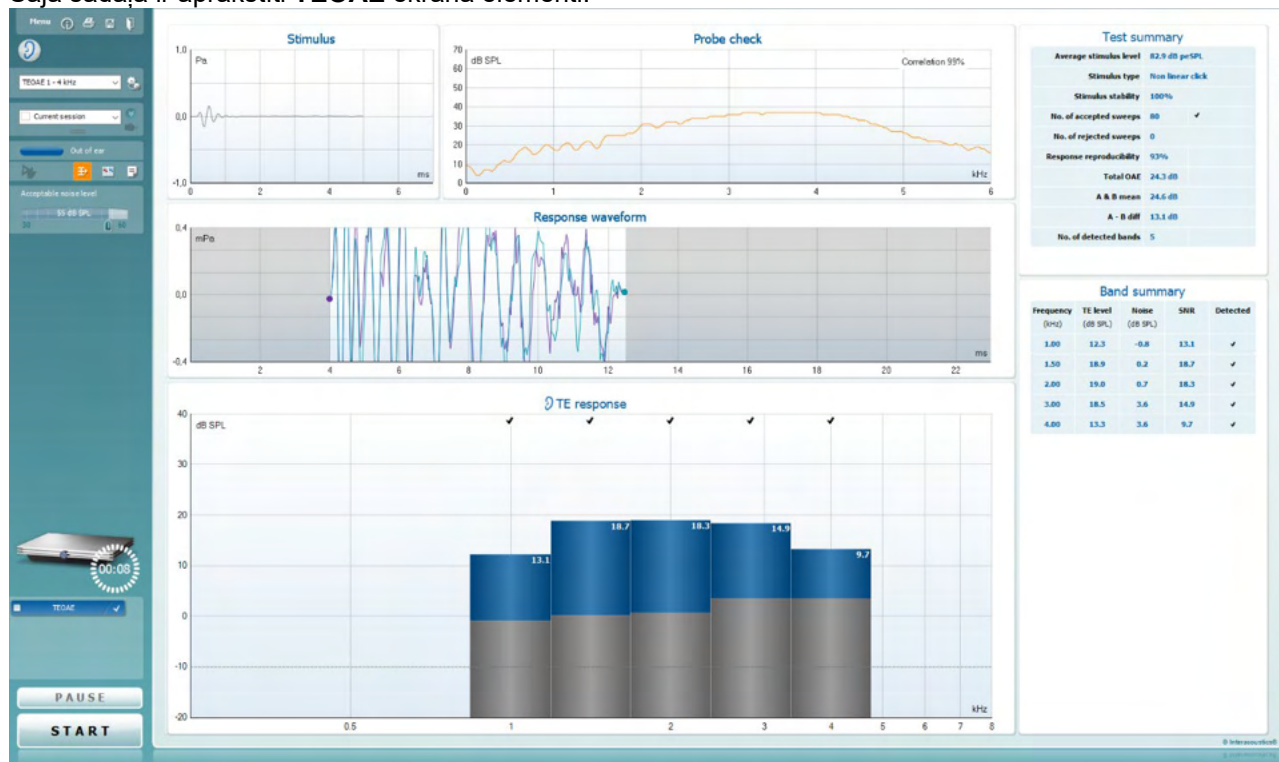 Šajā sadaļā ir aprakstīti TEOAE ekrāna elementi.
Menu
TEOAE 1 - 4 kHz
Current session
Out of ear
Acceptable noise level
55 dB SPL
PAUSE
START
TEOAE
00:08
Stimulus
Pa
1,0
0,0
-1,0
0 2 4 6
ms
Probe check
dB SPL
Correlation 99%
70
60
50
40
30
20
10
0
0 1 2 3 4 5 6
kHz
Response waveform
0,4
mPa
0,0
-0,4
2 4 6 8 10 12 14 16 18 20 22
ms
TE response
40
dB SPL
30
20
10
0
-10
-20
13.1 18.7 18.3 14.9 9.7
0.5 1 2 3 4 5 6 7 8
kHz
Test summary
Average stimulus level 82.9 dB peSPL
Stimulus type Non linear click
Stimulus stability 100%
No. of accepted sweeps 80
No. of rejected sweeps 0
Response reproducibility 93%
Total OAE 24.3 dB
A & B mean 24.6 dB
A - B diff 13.1 dB
No. of detected bands 5
Band summary
Frequency TE level Noise SNR Detected
(kHz) (dB SPL) (dB SPL)
1.00 12.3 -0.8 13.1
1.50 18.9 0.2 18.7
2.00 19.0 0.7 18.3
3.00 18.5 3.6 14.9
4.00 13.3 3.6 9.7